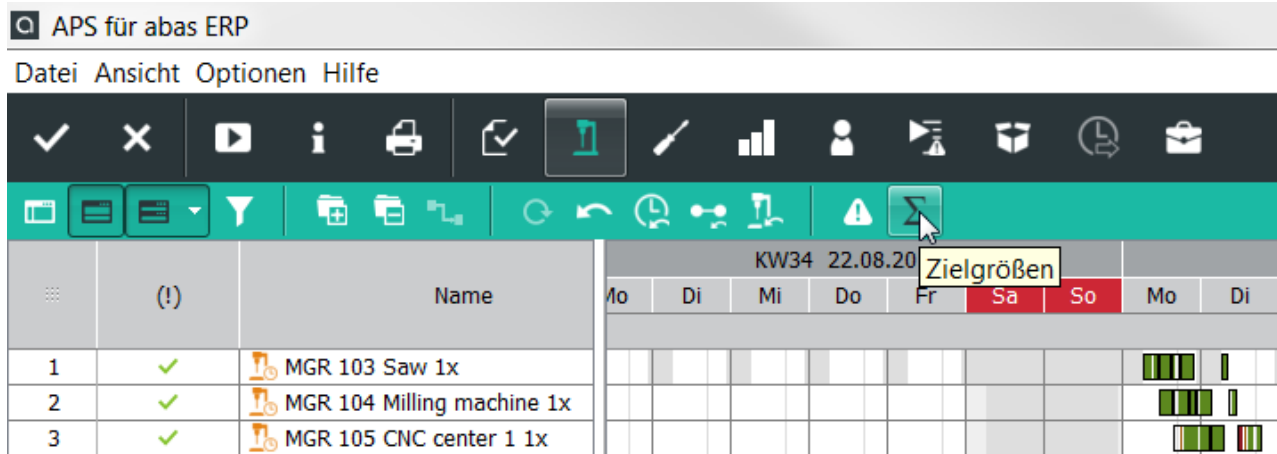 APS für abas ERP
Datei Ansicht Optionen Hilfe
Σ
KW34 22.08.20
Zielgrößen
(!) Name Mo Di Mi Do Fr Sa So Mo Di
1 MGR 103 Saw 1x
2 MGR 104 Milling machine 1x
3 MGR 105 CNC center 1 1x